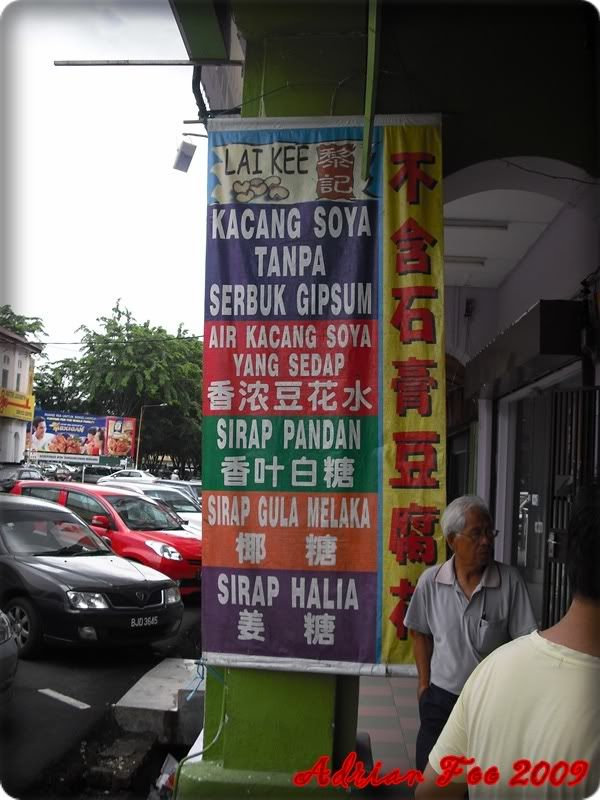 LAI KEE
黎記
KACANG SOYA
TANPA
SERBUK GIPSUM
AIR KACANG SOYA
YANG SEDAP
香浓豆花水
SIRAP PANDAN
香叶白糖
SIRAP GULA MELAKA
椰糖
SIRAP HALIA
姜糖
不含石膏豆腐花
BJD 3645
Adrian Foo 2009